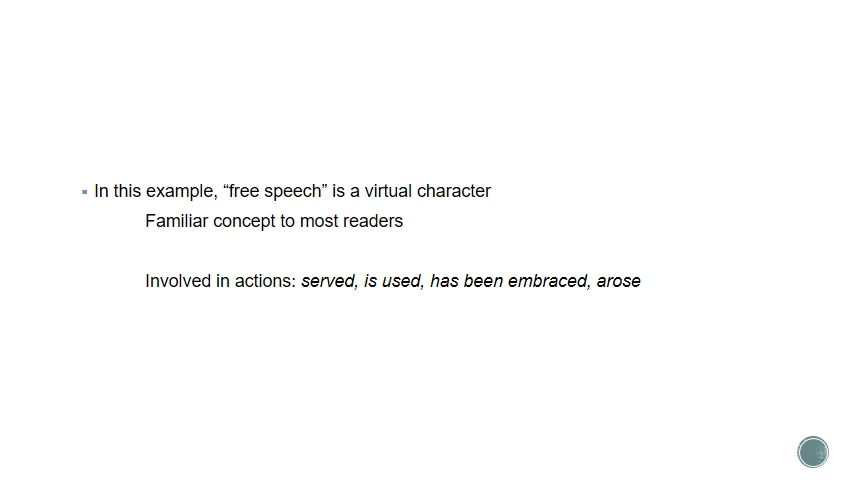 In this example, “free speech” is a virtual character
Familiar concept to most readers
Involved in actions: served, is used, has been embraced, arose